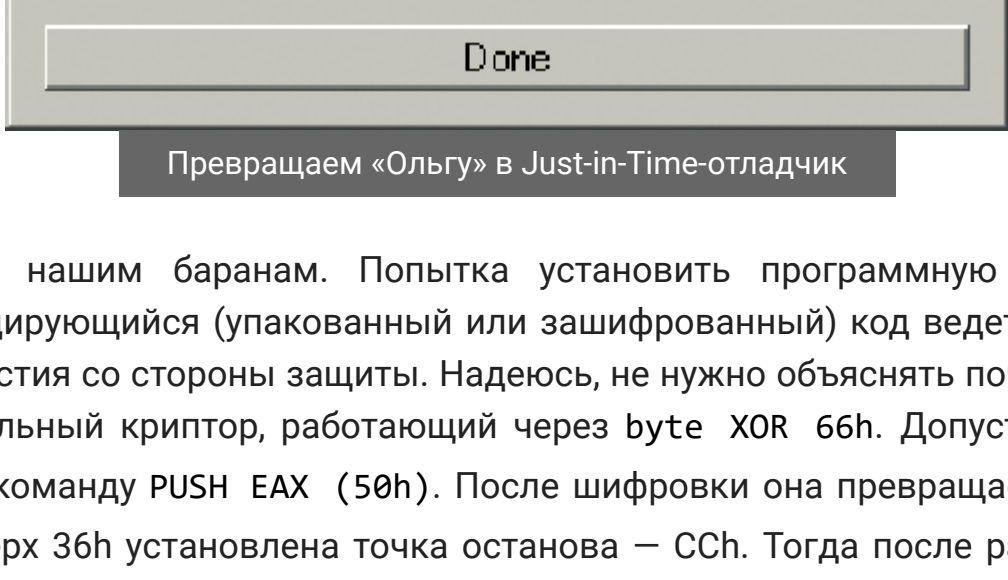 Done
Превращаем «Ольгу» в Just-in-Time-отладчик
нашим баранам. Попытка установить программную
дирующийся (упакованный или зашифрованный) код ведет
стия со стороны защиты. Надеюсь, не нужно объяснять по
льный криптор, работающий через byte XOR 66h. Допуст
команду PUSH EAX (50h). После шифровки она превраща
рх 36h установлена точка останова — CCh. Тогда после р